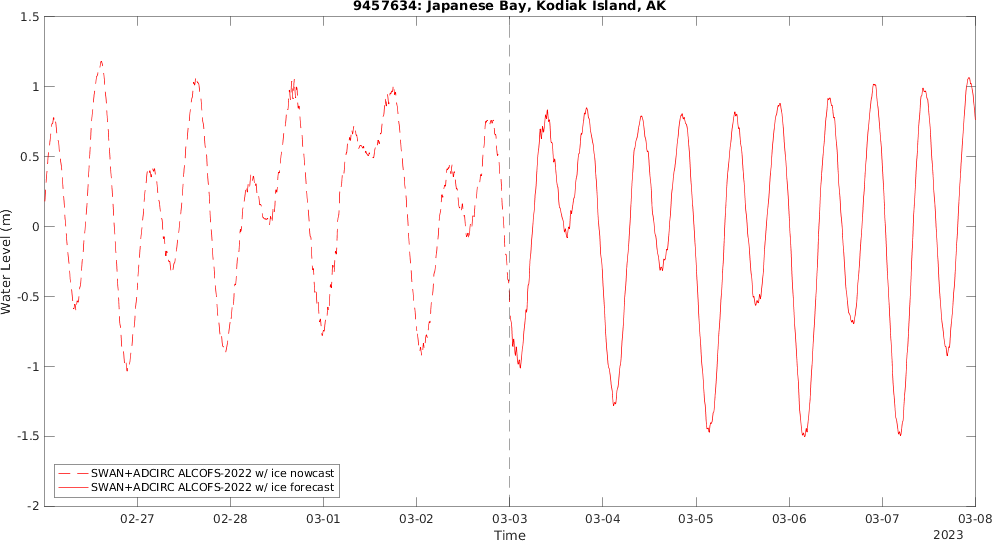 9457634: Japanese Bay, Kodiak Island, AK
1.5
1
0.5
0
-0.5
-1
-1.5
-2
Water Level (m)
SWAN+ADCIRC ALCOFS-2022 w/ ice nowcast
SWAN+ADCIRC ALCOFS-2022 w/ ice forecast
02-27 02-28 03-01 03-02 03-03 03-04 03-05 03-06 03-07 03-08
Time
2023